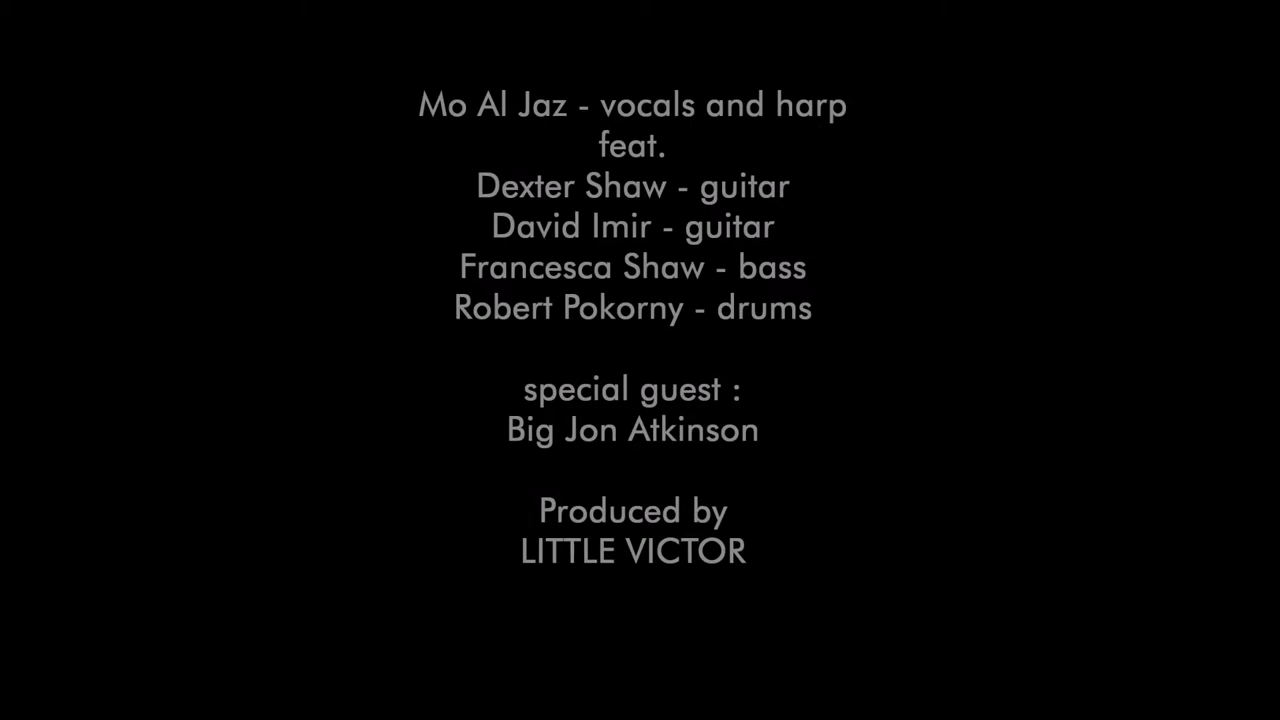 Mo Al Jaz - vocals and harp
feat.
Dexter Shaw - guitar
David Imir - guitar
Francesca Shaw - bass
Robert Pokorny - drums
special guest :
Big Jon Atkinson
Produced by
LITTLE VICTOR